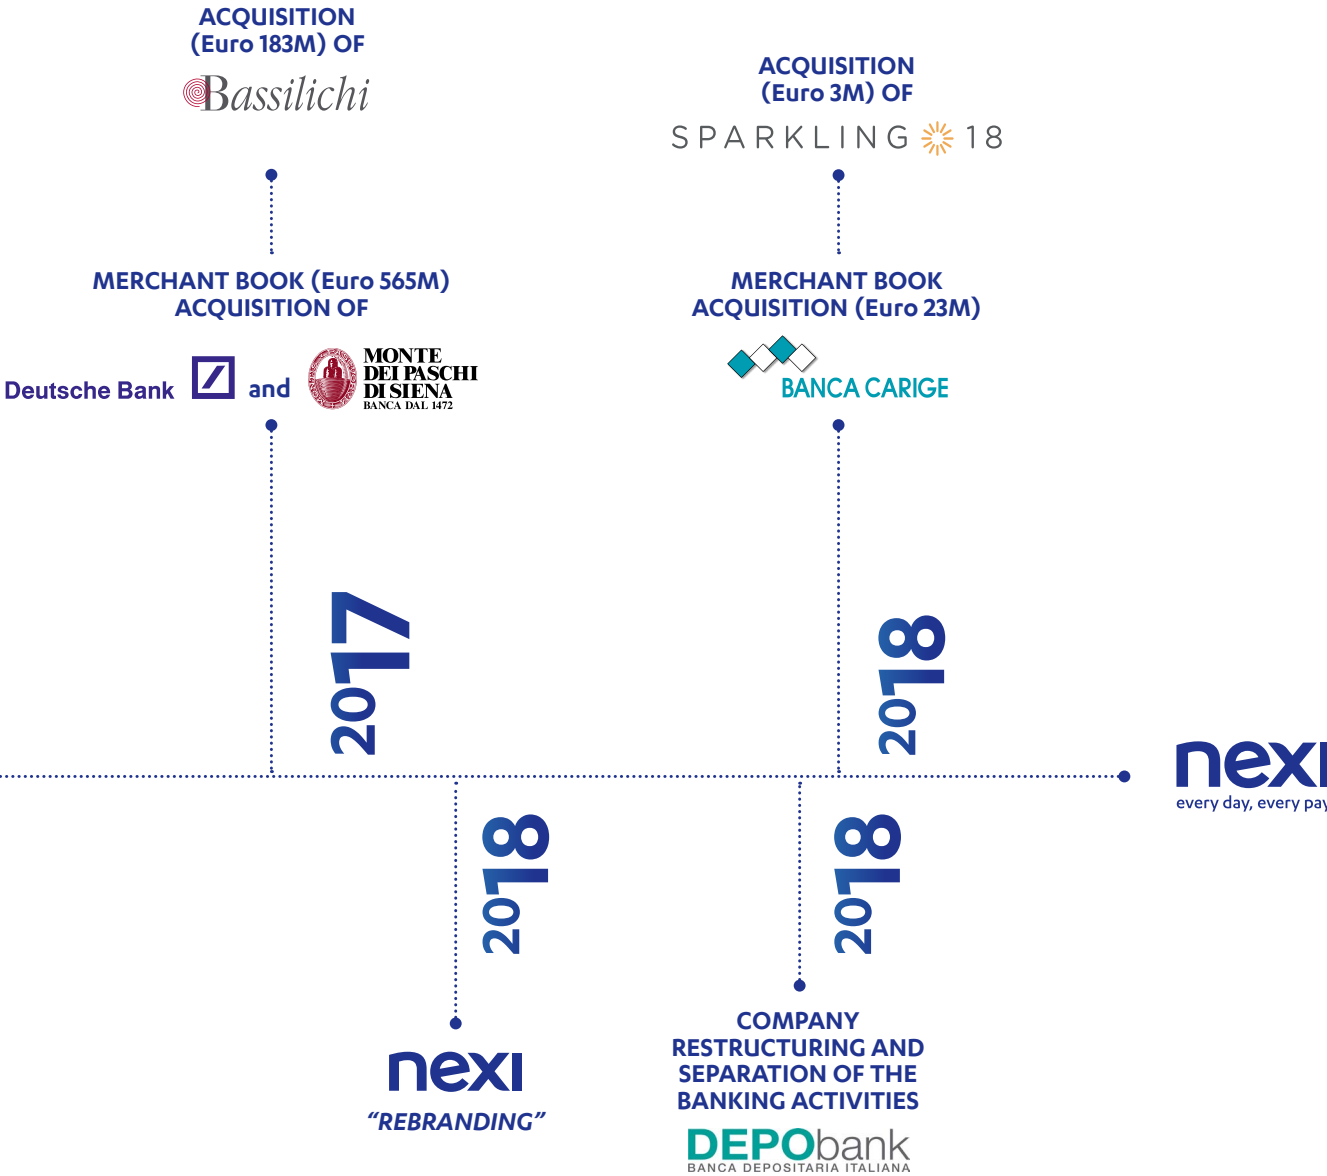 ACQUISITION
(Euro 183M) OF
Bassilichi
MERCHANT BOOK (Euro 565M)
ACQUISITION OF
Deutsche Bank and
MONTE
DEI PASCHI
DI SIENA
BANCA DAL 1472
2017
ACQUISITION
(Euro 3M) OF
SPARKLING 18
MERCHANT BOOK
ACQUISITION (Euro 23M)
BANCA CARIGE
2018
nexi
every day, every pay
2018
nexi
“REBRANDING”
2018
COMPANY
RESTRUCTURING AND
SEPARATION OF THE
BANKING ACTIVITIES
DEPObank
BANCA DEPOSITARIA ITALIANA